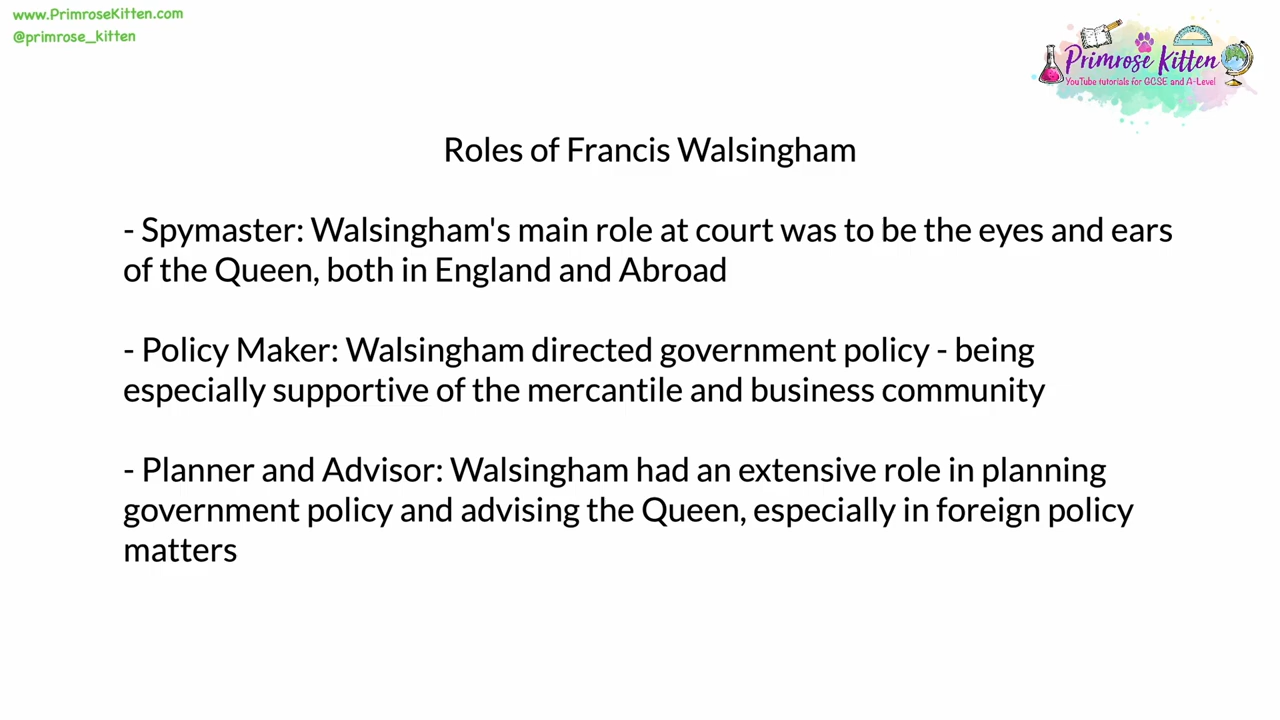 www.PrimroseKitten.com
@primrose_kitten
Primrose Kitten
YouTube tutorials for GCSE and A-Level
Roles of Francis Walsingham
- Spymaster: Walsingham's main role at court was to be the eyes and ears
of the Queen, both in England and Abroad
- Policy Maker: Walsingham directed government policy - being
especially supportive of the mercantile and business community
- Planner and Advisor: Walsingham had an extensive role in planning
government policy and advising the Queen, especially in foreign policy
matters